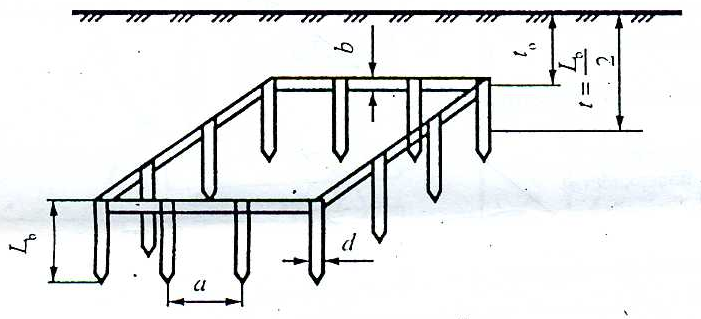 b
t₀
t = L_b/2
L_b
d
a